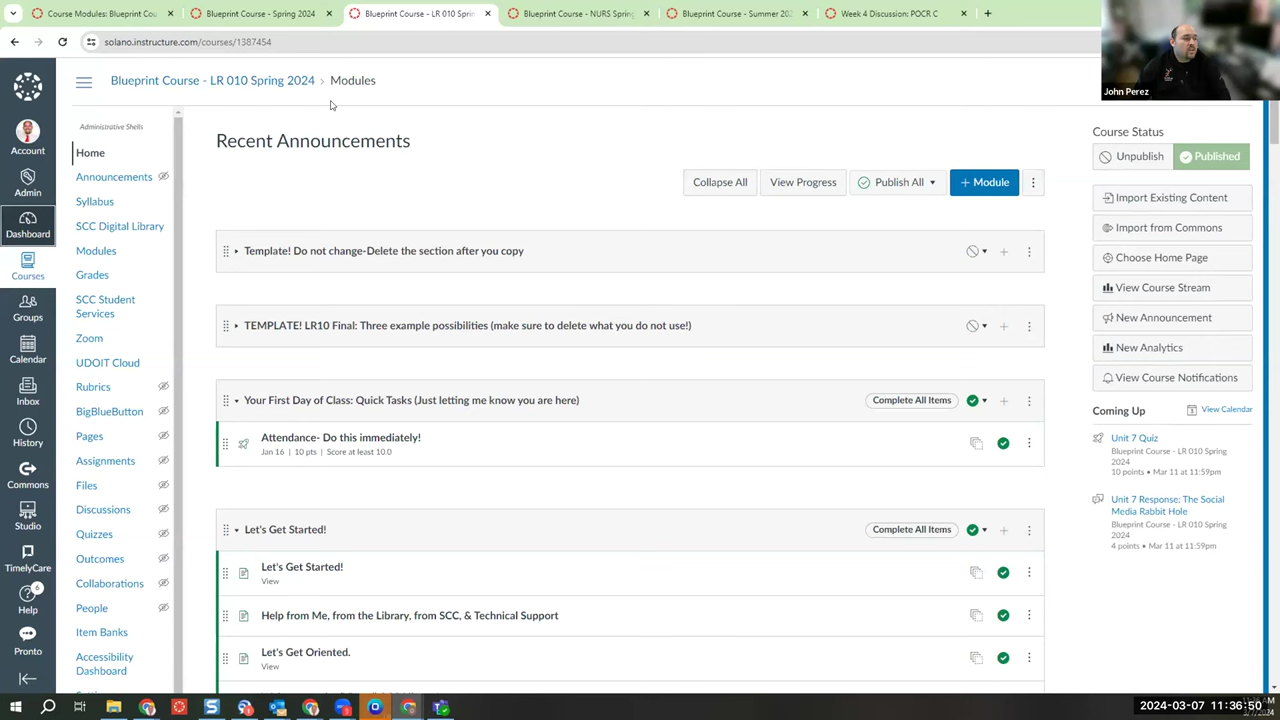 Course Modules: Blueprint Cou
Blueprint Course - Spring 2024
Blueprint Course - LR 010 Sprin
Blueprint Course - NURS Spring
Blueprint Course - Summer 202
Week 4 Discussion: POCR C
solano.instructure.com/courses/1387454
John Perez
Blueprint Course - LR 010 Spring 2024 › Modules
Account
Admin
Dashboard
Courses
Groups
Calendar
Inbox
History
Commons
Studio
TimelyCare
6
Help
Pronto
Administrative Shells
Home
Announcements
Syllabus
SCC Digital Library
Modules
Grades
SCC Student
Services
Zoom
UDOIT Cloud
Rubrics
BigBlueButton
Pages
Assignments
Files
Discussions
Quizzes
Outcomes
Collaborations
People
Item Banks
Accessibility
Dashboard
Recent Announcements
Collapse All
View Progress
Publish All
+ Module
Template! Do not change-Delete the section after you copy
TEMPLATE! LR10 Final: Three example possibilities (make sure to delete what you do not use!)
Your First Day of Class: Quick Tasks (Just letting me know you are here)
Complete All Items
Attendance- Do this immediately!
Jan 16 | 10 pts | Score at least 10.0
Let's Get Started!
Complete All Items
Let's Get Started!
View
Help from Me, from the Library, from SCC, & Technical Support
Let's Get Oriented.
View
Course Status
Unpublish
Published
Import Existing Content
Import from Commons
Choose Home Page
View Course Stream
New Announcement
New Analytics
View Course Notifications
Coming Up
View Calendar
Unit 7 Quiz
Blueprint Course - LR 010 Spring
2024
10 points • Mar 11 at 11:59pm
Unit 7 Response: The Social
Media Rabbit Hole
Blueprint Course - LR 010 Spring
2024
4 points • Mar 11 at 11:59pm
2024-03-07 11:36:50